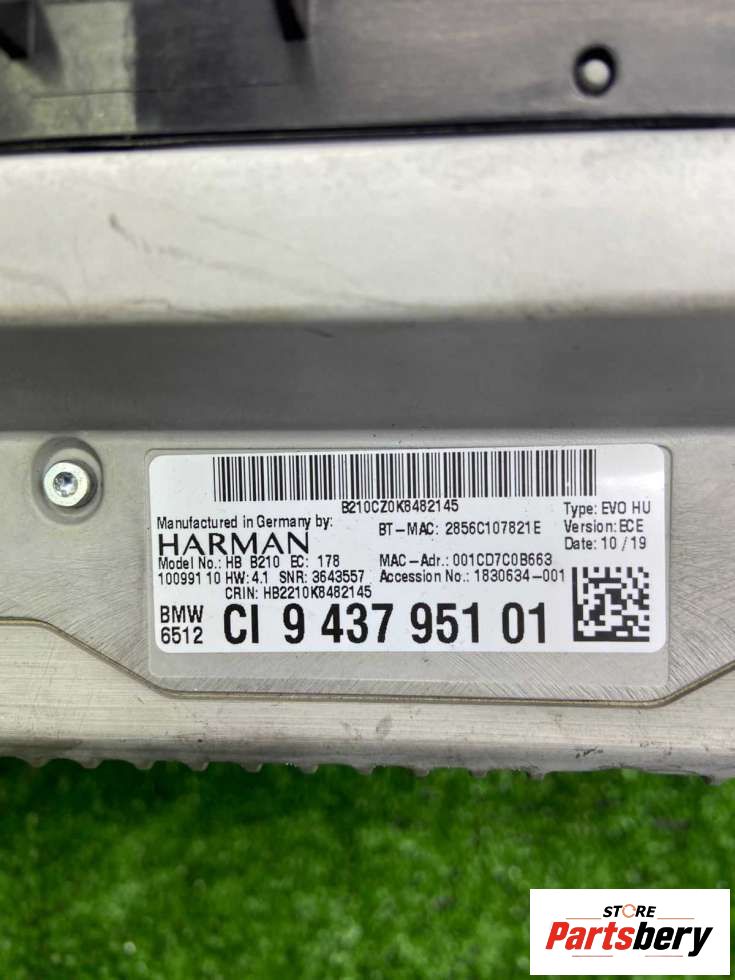 B210CZ0K8482145
Manufactured in Germany by:
HARMAN
BT-MAC: 2856C107821E
Type: EVO HU
Version: ECE
Date: 10/19
Model No.: HB B210 EC: 178
MAC-Adr.: 001CD7C0B663
100991 10 HW: 4.1 SNR: 3643557
Accession No.: 1830634-001
CRIN: HB2210K8482145
BMW
6512
CI 9 437 951 01
STORE
Partsbery